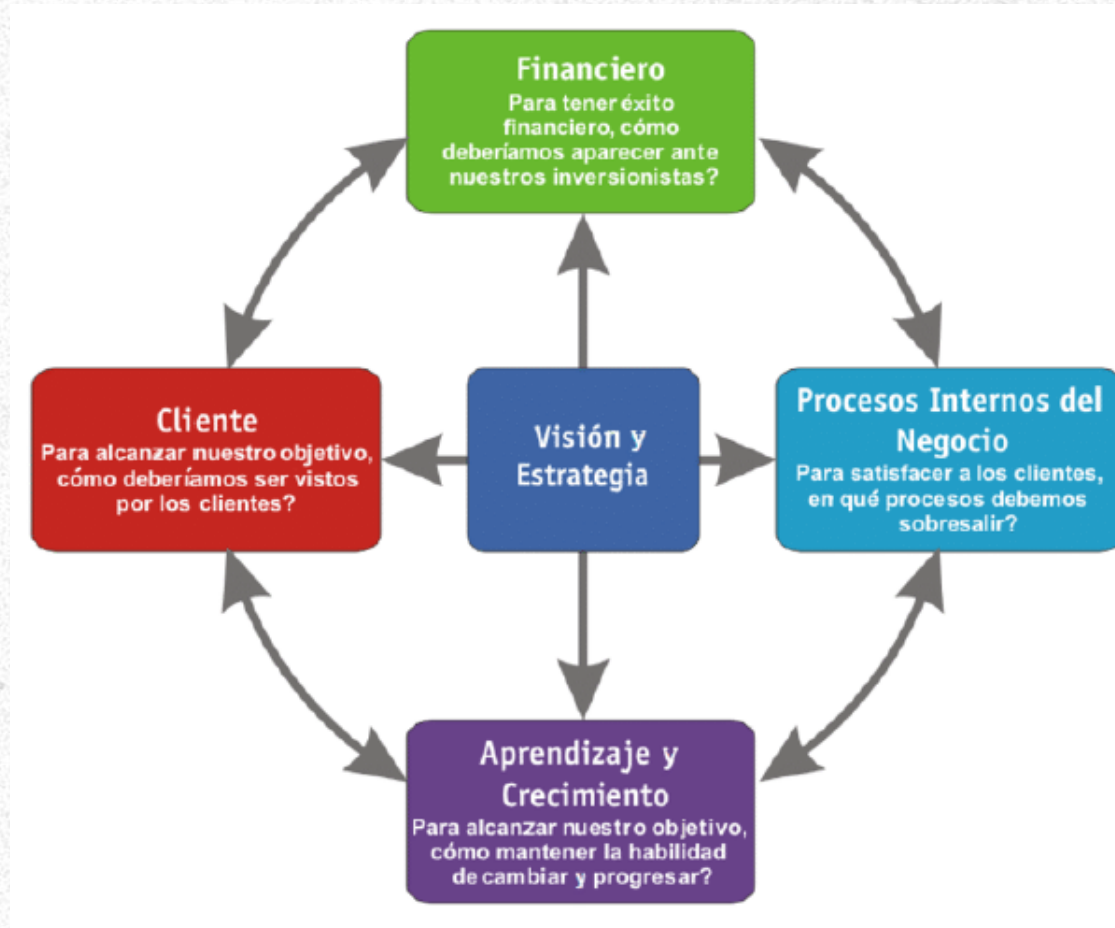 Financiero
Para tener éxito
financiero, cómo
deberíamos aparecer ante
nuestros inversionistas?
Cliente
Para alcanzar nuestro objetivo,
cómo deberíamos ser vistos
por los clientes?
Visión y
Estrategia
Procesos Internos del
Negocio
Para satisfacer a los clientes,
en qué procesos debemos
sobresalir?
Aprendizaje y
Crecimiento
Para alcanzar nuestro objetivo,
cómo mantener la habilidad
de cambiar y progresar?